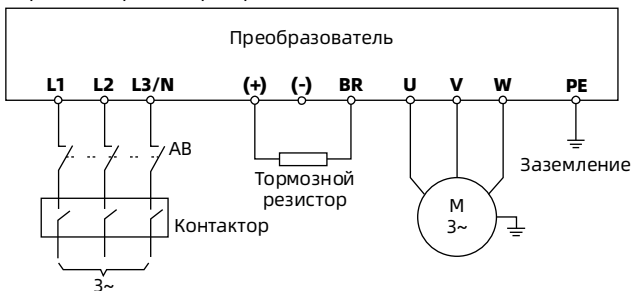 Преобразователь
L1 L2 L3/N (+) (-) BR U V W PE
АВ
Заземление
Тормозной
резистор
М
3~
Контактор
3~